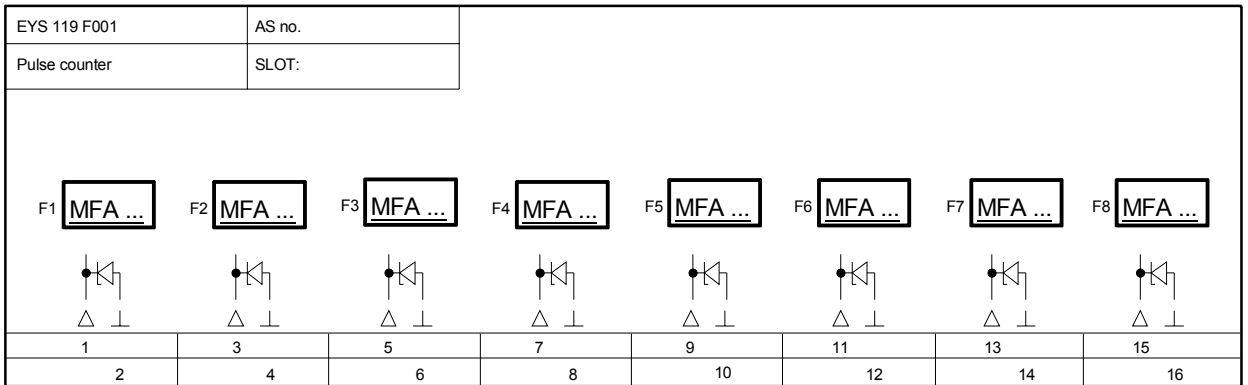 EYS 119 F001 AS no.
Pulse counter SLOT:
F1 MFA ... F2 MFA ... F3 MFA ... F4 MFA ... F5 MFA ... F6 MFA ... F7 MFA ... F8 MFA ...
1 3 5 7 9 11 13 15
2 4 6 8 10 12 14 16